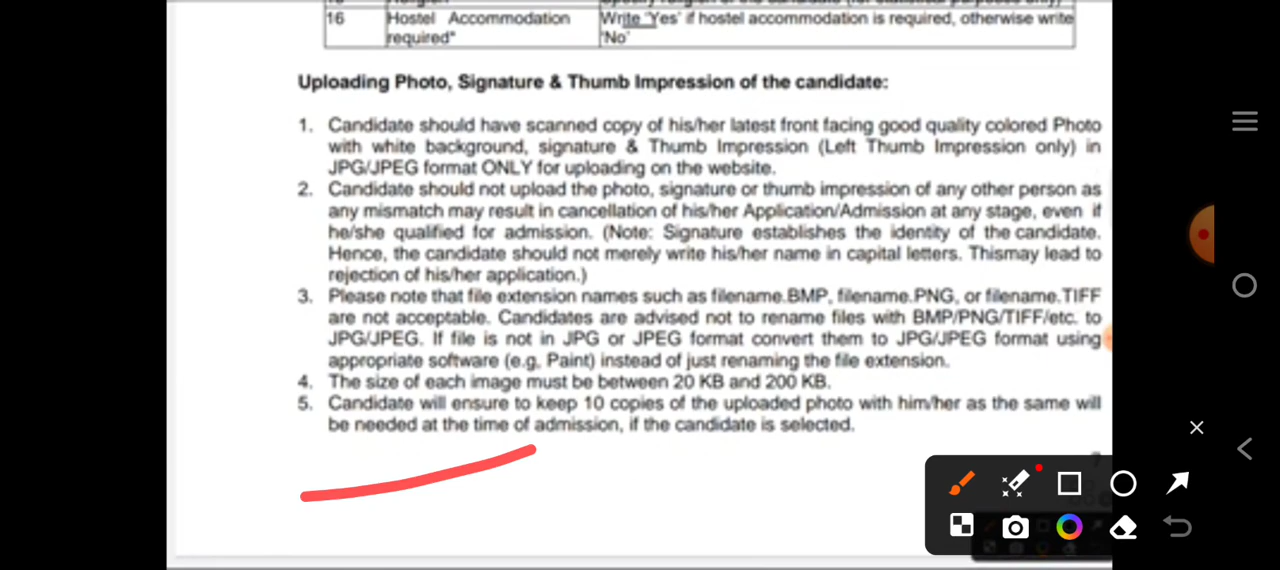 16 Hostel Accommodation Write 'Yes' if hostel accommodation is required, otherwise write
required* 'No'
Uploading Photo, Signature & Thumb Impression of the candidate:
1. Candidate should have scanned copy of his/her latest front facing good quality colored Photo
with white background, signature & Thumb Impression (Left Thumb Impression only) in
JPG/JPEG format ONLY for uploading on the website.
2. Candidate should not upload the photo, signature or thumb impression of any other person as
any mismatch may result in cancellation of his/her Application/Admission at any stage, even if
he/she qualified for admission. (Note: Signature establishes the identity of the candidate.
Hence, the candidate should not merely write his/her name in capital letters. Thismay lead to
rejection of his/her application.)
3. Please note that file extension names such as filename.BMP, filename.PNG, or filename.TIFF
are not acceptable. Candidates are advised not to rename files with BMP/PNG/TIFF/etc. to
JPG/JPEG. If file is not in JPG or JPEG format convert them to JPG/JPEG format using
appropriate software (e.g. Paint) instead of just renaming the file extension.
4. The size of each image must be between 20 KB and 200 KB.
5. Candidate will ensure to keep 10 copies of the uploaded photo with him/her as the same will
be needed at the time of admission, if the candidate is selected.